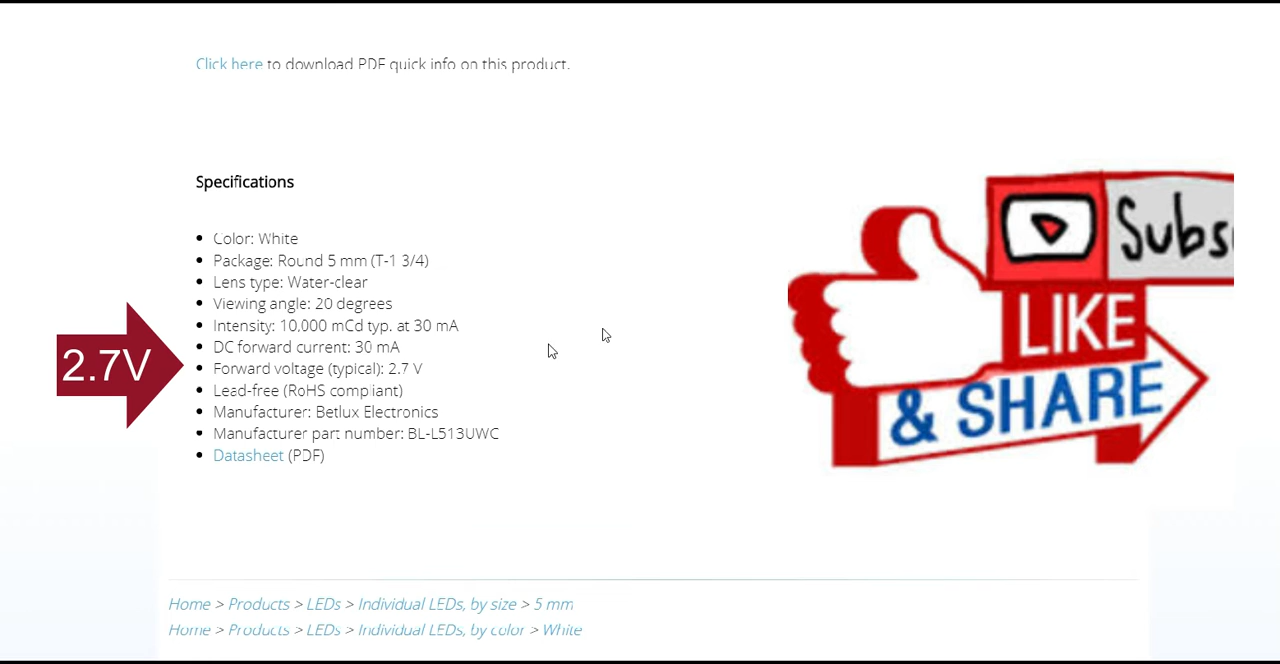 Click here to download PDF quick info on this product.
Specifications
Color: White
Package: Round 5 mm (T-1 3/4)
Lens type: Water-clear
Viewing angle: 20 degrees
Intensity: 10,000 mCd typ. at 30 mA
DC forward current: 30 mA
Forward voltage (typical): 2.7 V
Lead-free (RoHS compliant)
Manufacturer: Betlux Electronics
Manufacturer part number: BL-L513UWC
Datasheet (PDF)
2.7V
Subs
LIKE
& SHARE
Home > Products > LEDs > Individual LEDs, by size > 5 mm
Home > Products > LEDs > Individual LEDs, by color > White